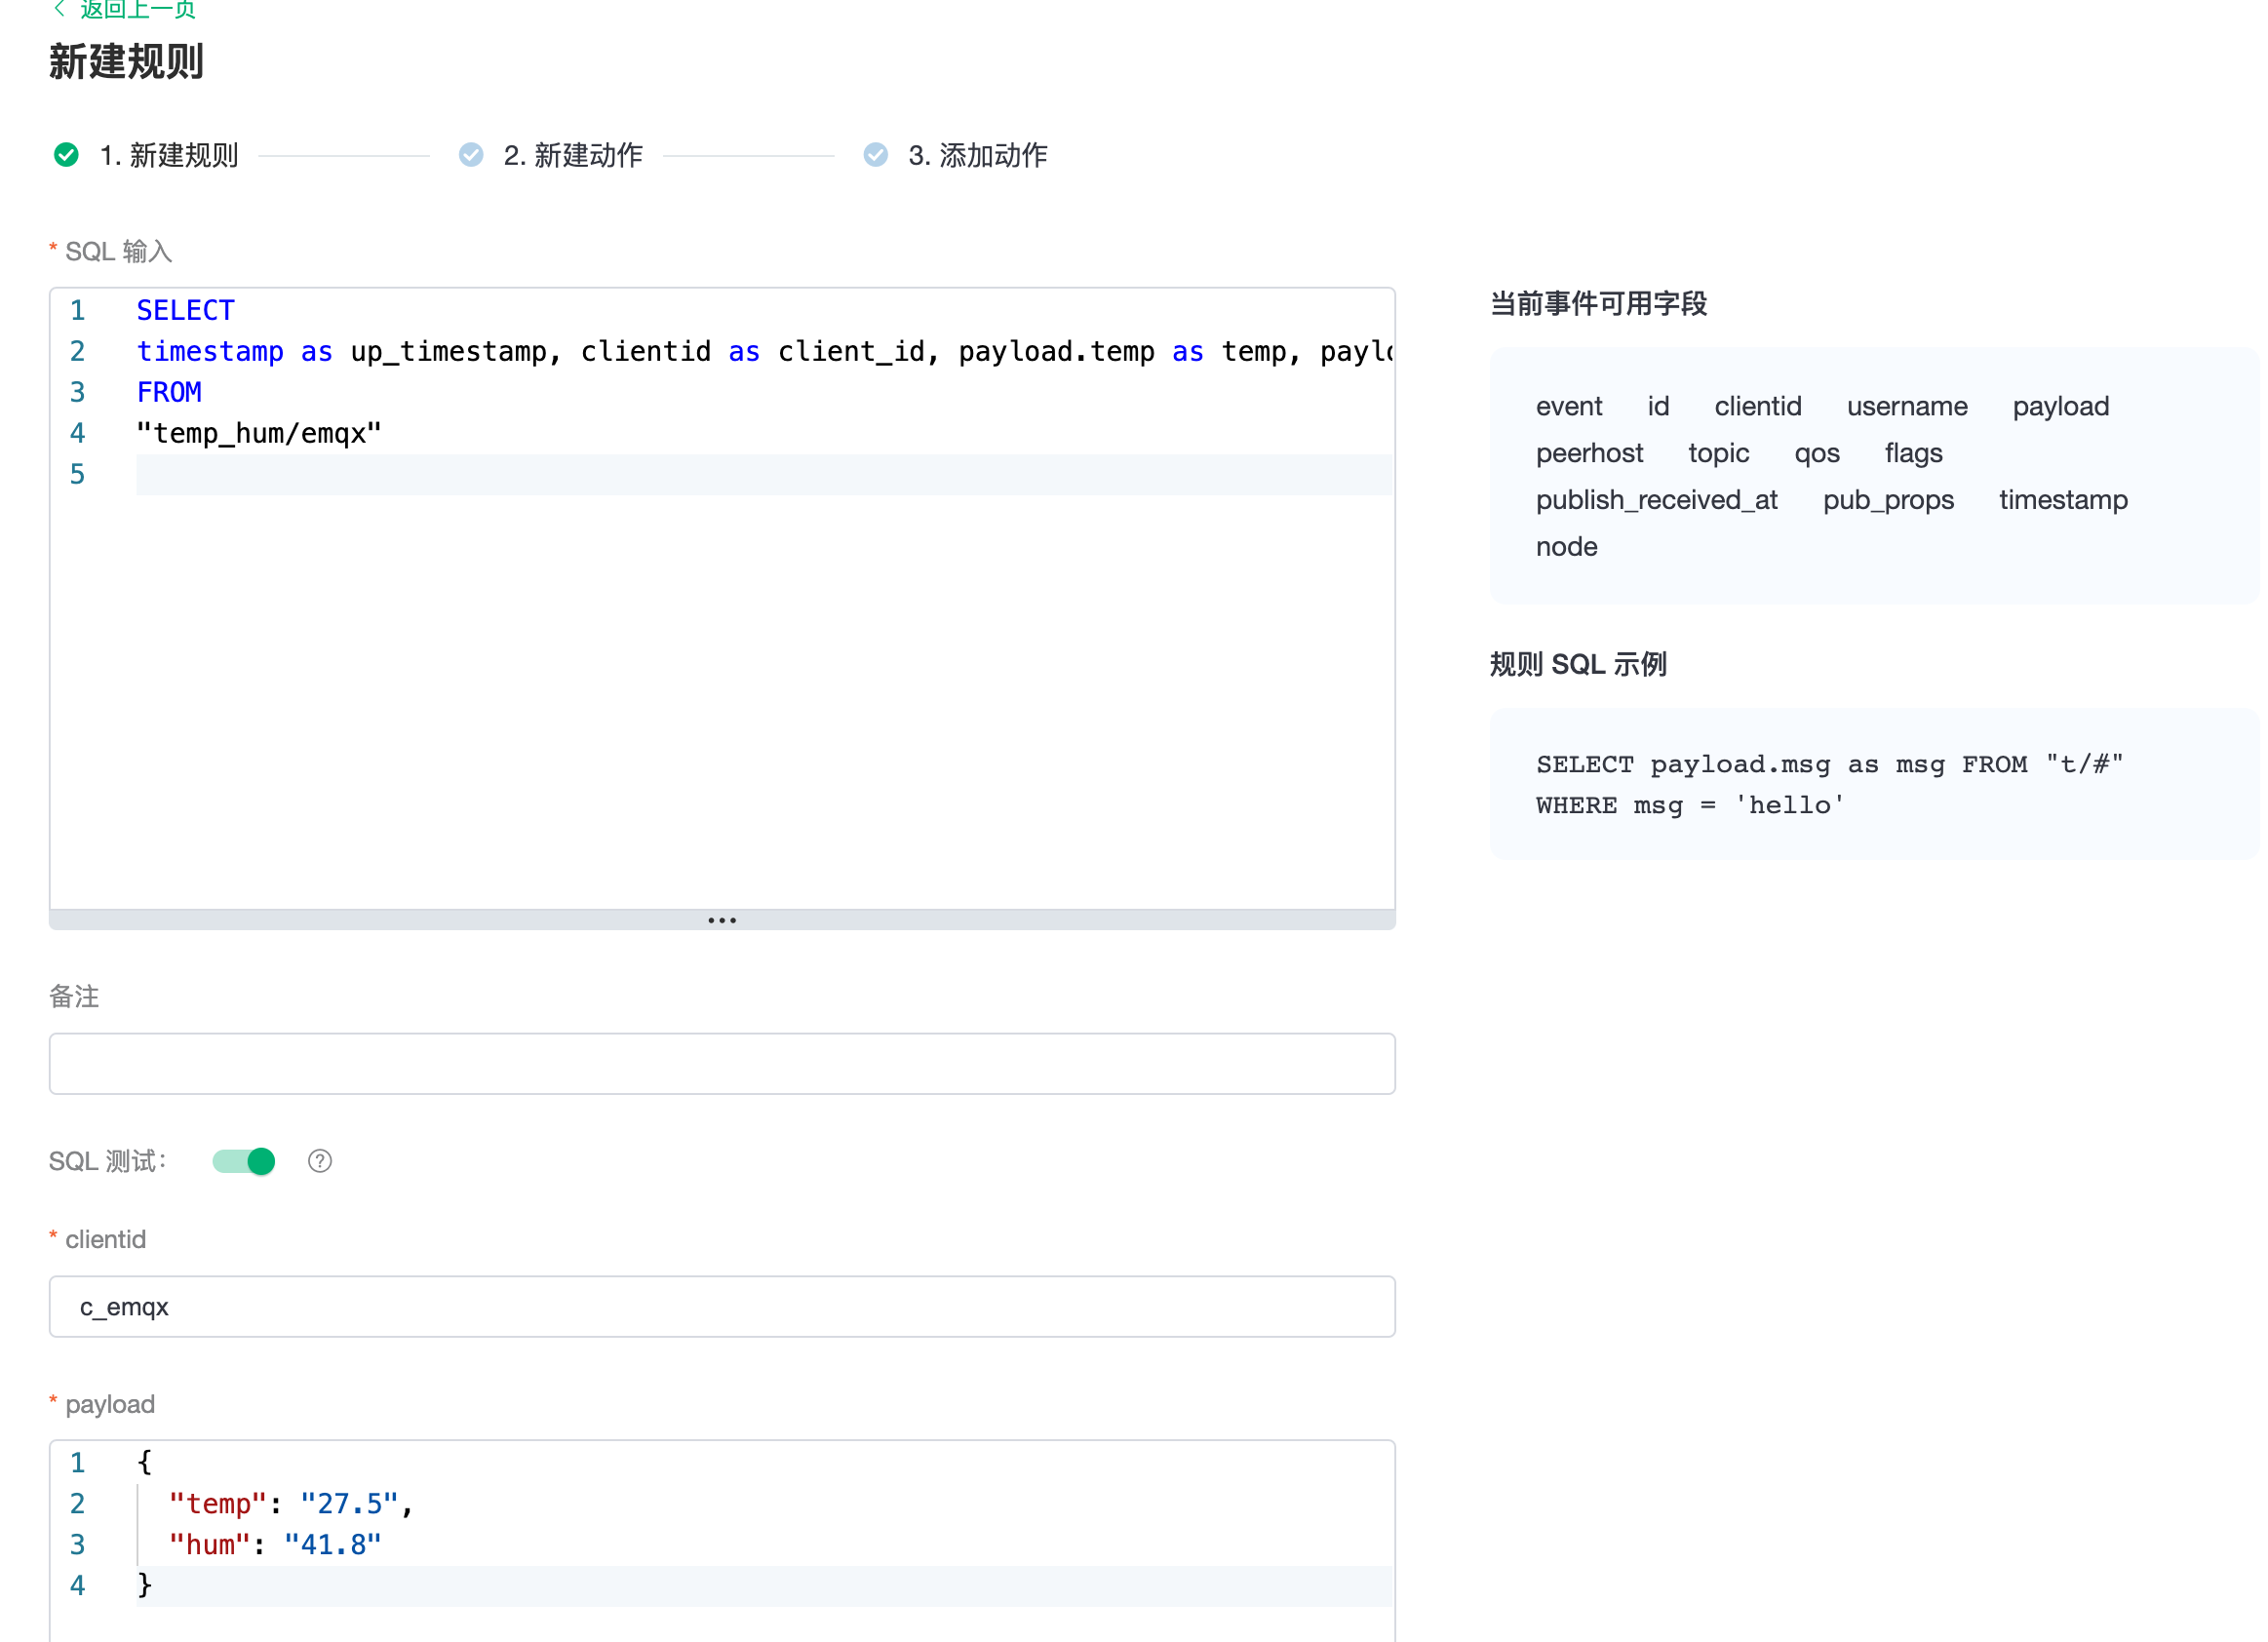 返回上一页
新建规则
1. 新建规则
2. 新建动作
3. 添加动作
* SQL 输入
1 SELECT
2 timestamp as up_timestamp, clientid as client_id, payload.temp as temp,
3 FROM
4 "temp_hum/emqx"
5
当前事件可用字段
event id clientid username payload
peerhost topic qos flags
publish_received_at pub_props timestamp
node
规则 SQL 示例
SELECT payload.msg as msg FROM "t/#"
WHERE msg = 'hello'
备注
SQL 测试：
* clientid
c_emqx
* payload
1 {
2 "temp": "27.5",
3 "hum": "41.8"
4 }